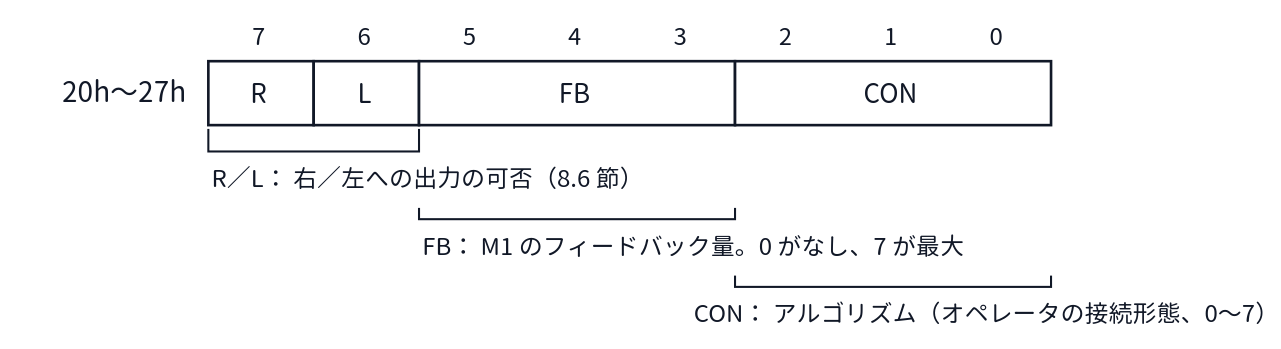 7 6 5 4 3 2 1 0
20h〜27h R L FB CON
R／L： 右／左への出力の可否（8.6 節）
FB： M1 のフィードバック量。0 がなし、7 が最大
CON： アルゴリズム（オペレータの接続形態、0〜7）